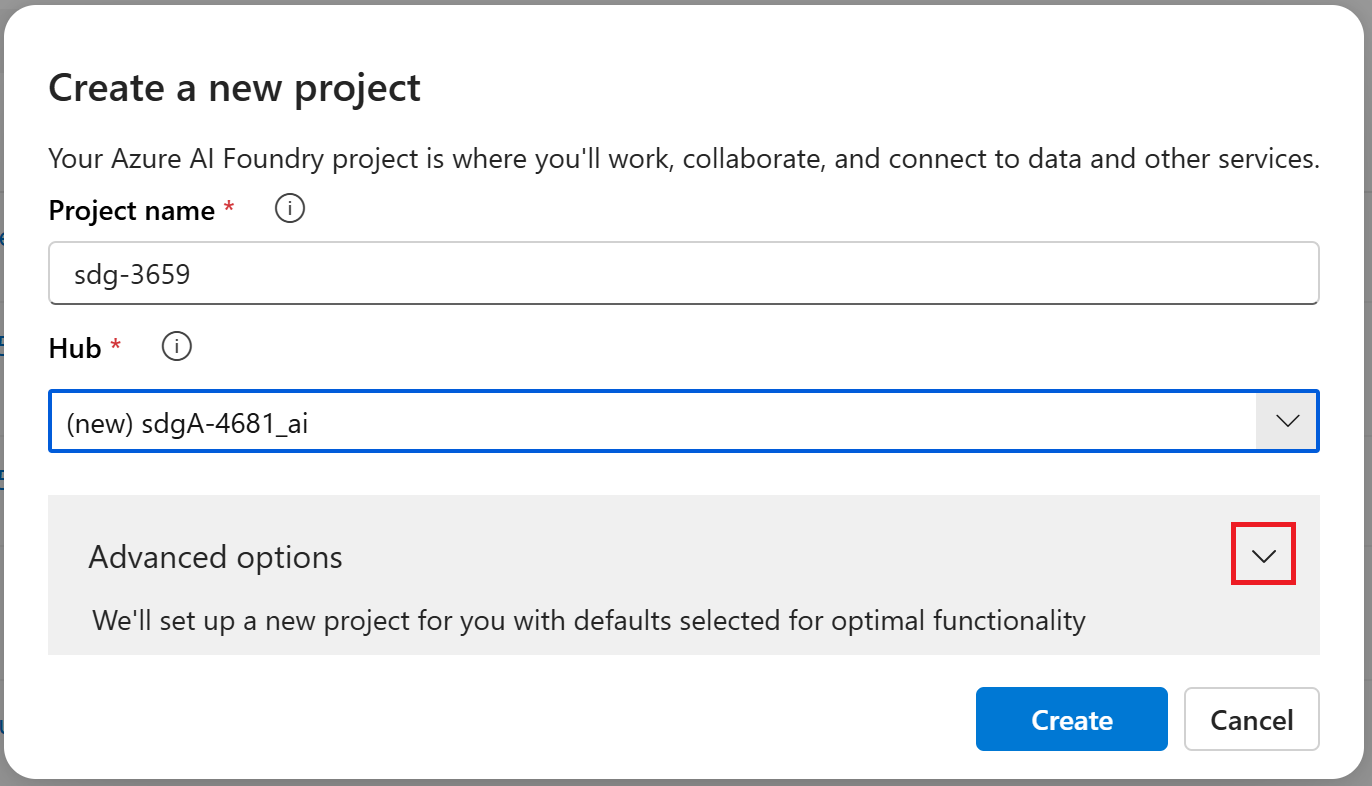 Create a new project
Your Azure AI Foundry project is where you'll work, collaborate, and connect to data and other services.
Project name *
sdg-3659
Hub *
(new) sdgA-4681_ai
Advanced options
We'll set up a new project for you with defaults selected for optimal functionality
Create
Cancel